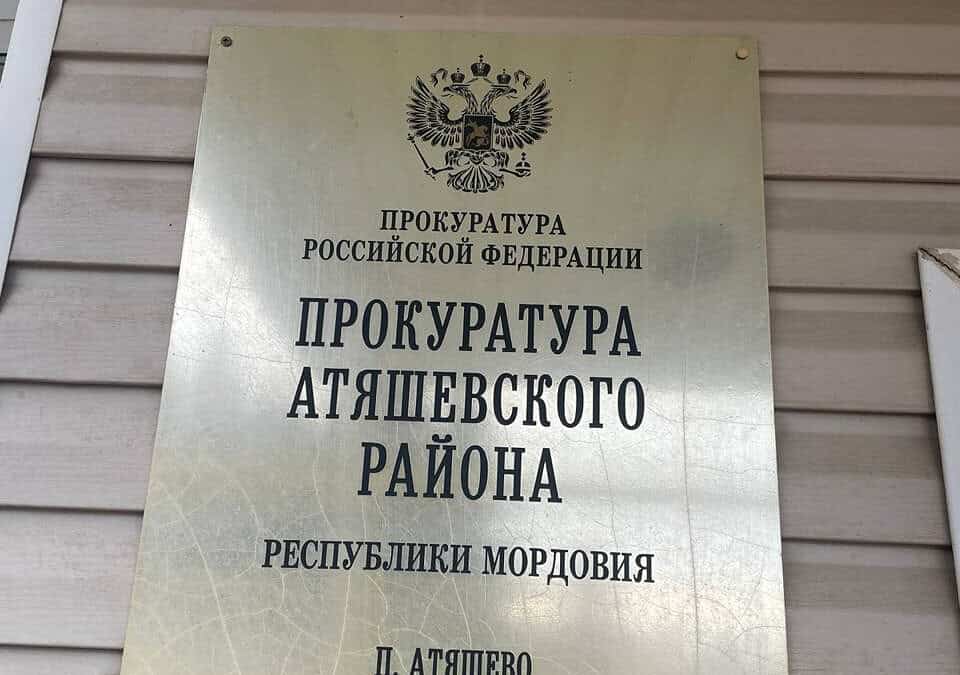 ПРОКУРАТУРА
РОССИЙСКОЙ ФЕДЕРАЦИИ
ПРОКУРАТУРА
АТЯШЕВСКОГО
РАЙОНА
РЕСПУБЛИКИ МОРДОВИЯ
П. АТЯШЕВО